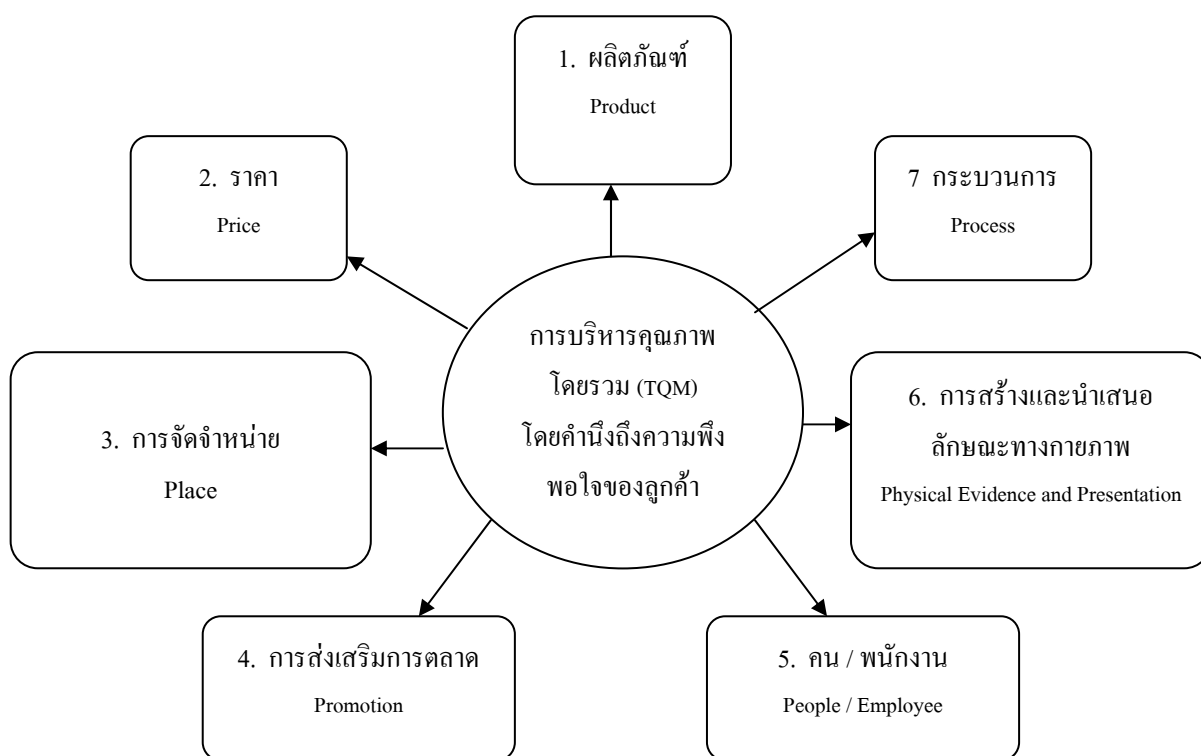 1. ผลิตภัณฑ์
Product
2. ราคา
Price
7 กระบวนการ
Process
การบริหารคุณภาพ
โดยรวม (TQM)
โดยคำนึงถึงความพึง
พอใจของลูกค้า
3. การจัดจำหน่าย
Place
6. การสร้างและนำเสนอ
ลักษณะทางกายภาพ
Physical Evidence and Presentation
4. การส่งเสริมการตลาด
Promotion
5. คน / พนักงาน
People / Employee